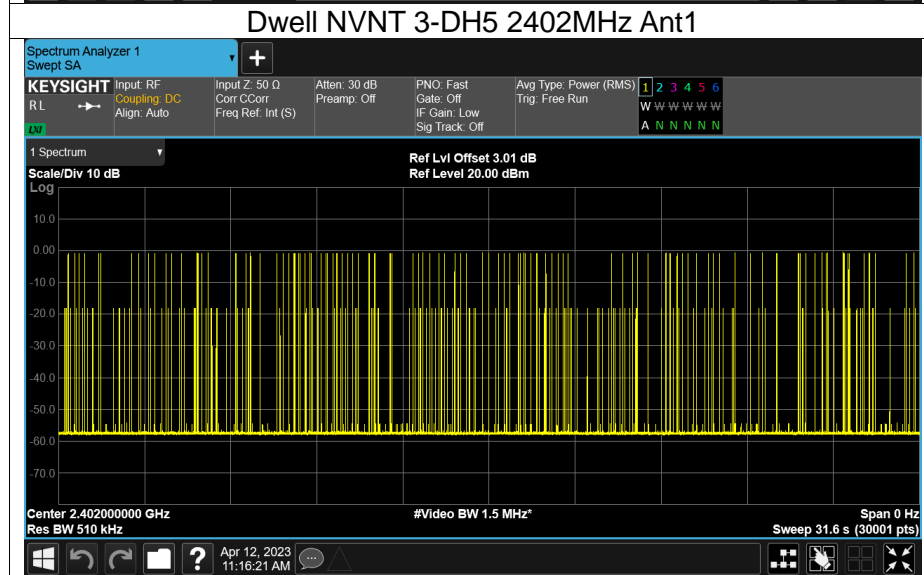 Dwell NVNT 3-DH5 2402MHz Ant1
Spectrum Analyzer 1
Swept SA
+
KEYSIGHT Input: RF Input Z: 50 Ω Atten: 30 dB PNO: Fast Avg Type: Power (RMS) 1 2 3 4 5 6
RL Coupling: DC Corr CCorr Preamp: Off Gate: Off Trig: Free Run W W W W W W
Align: Auto Freq Ref: Int (S) IF Gain: Low
LXI Sig Track: Off A N N N N N
1 Spectrum
Ref Lvl Offset 3.01 dB
Scale/Div 10 dB Ref Level 20.00 dBm
Log
10.0
0.00
-10.0
-20.0
-30.0
-40.0
-50.0
-60.0
-70.0
Center 2.402000000 GHz #Video BW 1.5 MHz* Span 0 Hz
Res BW 510 kHz Sweep 31.6 s (30001 pts)
? Apr 12, 2023
11:16:21 AM